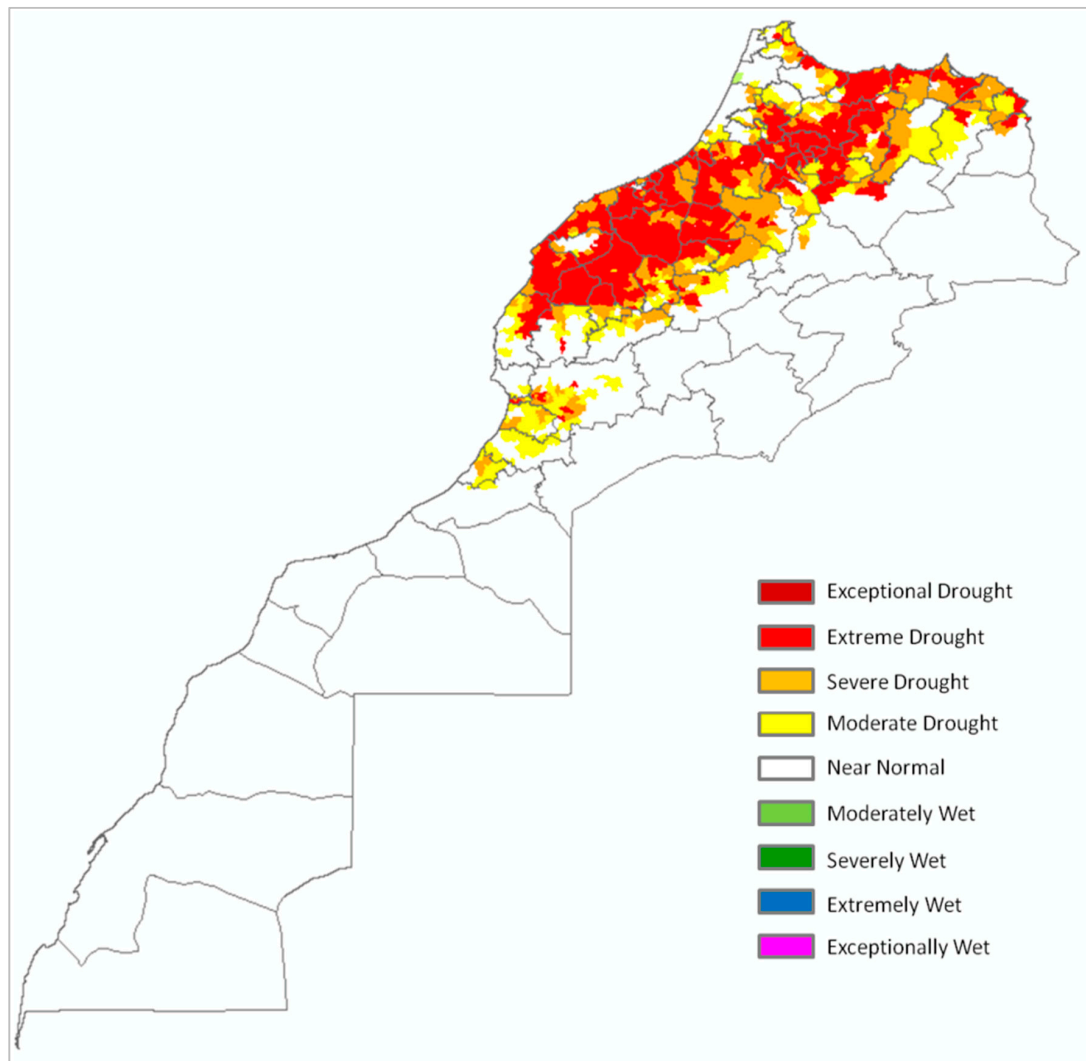 Exceptional Drought
Extreme Drought
Severe Drought
Moderate Drought
Near Normal
Moderately Wet
Severely Wet
Extremely Wet
Exceptionally Wet